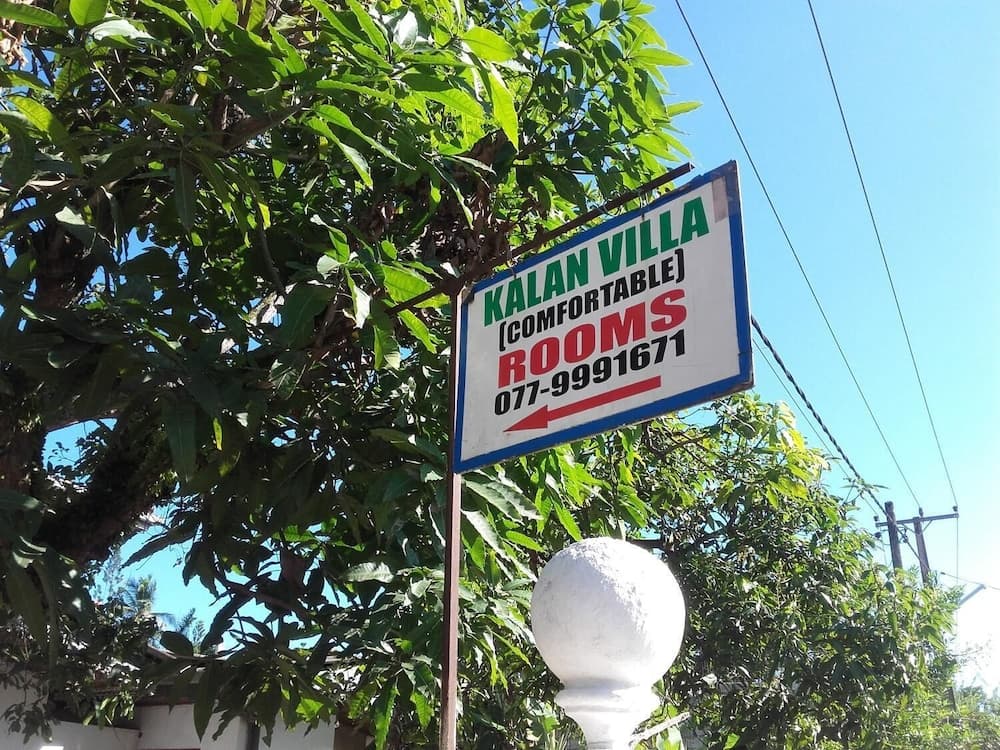 KALAN VILLA
(COMFORTABLE)
ROOMS
077-9991671